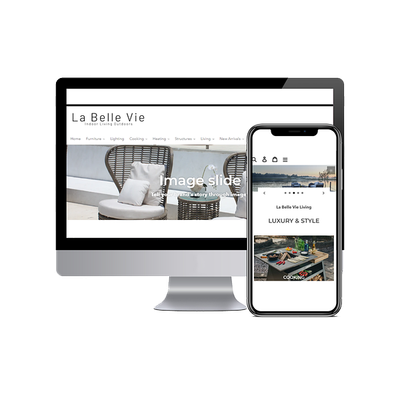 La Belle Vie
Indoor Living Outdoors
Home Furniture Lighting Cooking Heating Structures Living New Arrivals
Image slide
Tell your brand's story through images
La Belle Vie Living
LUXURY & STYLE
COOKING